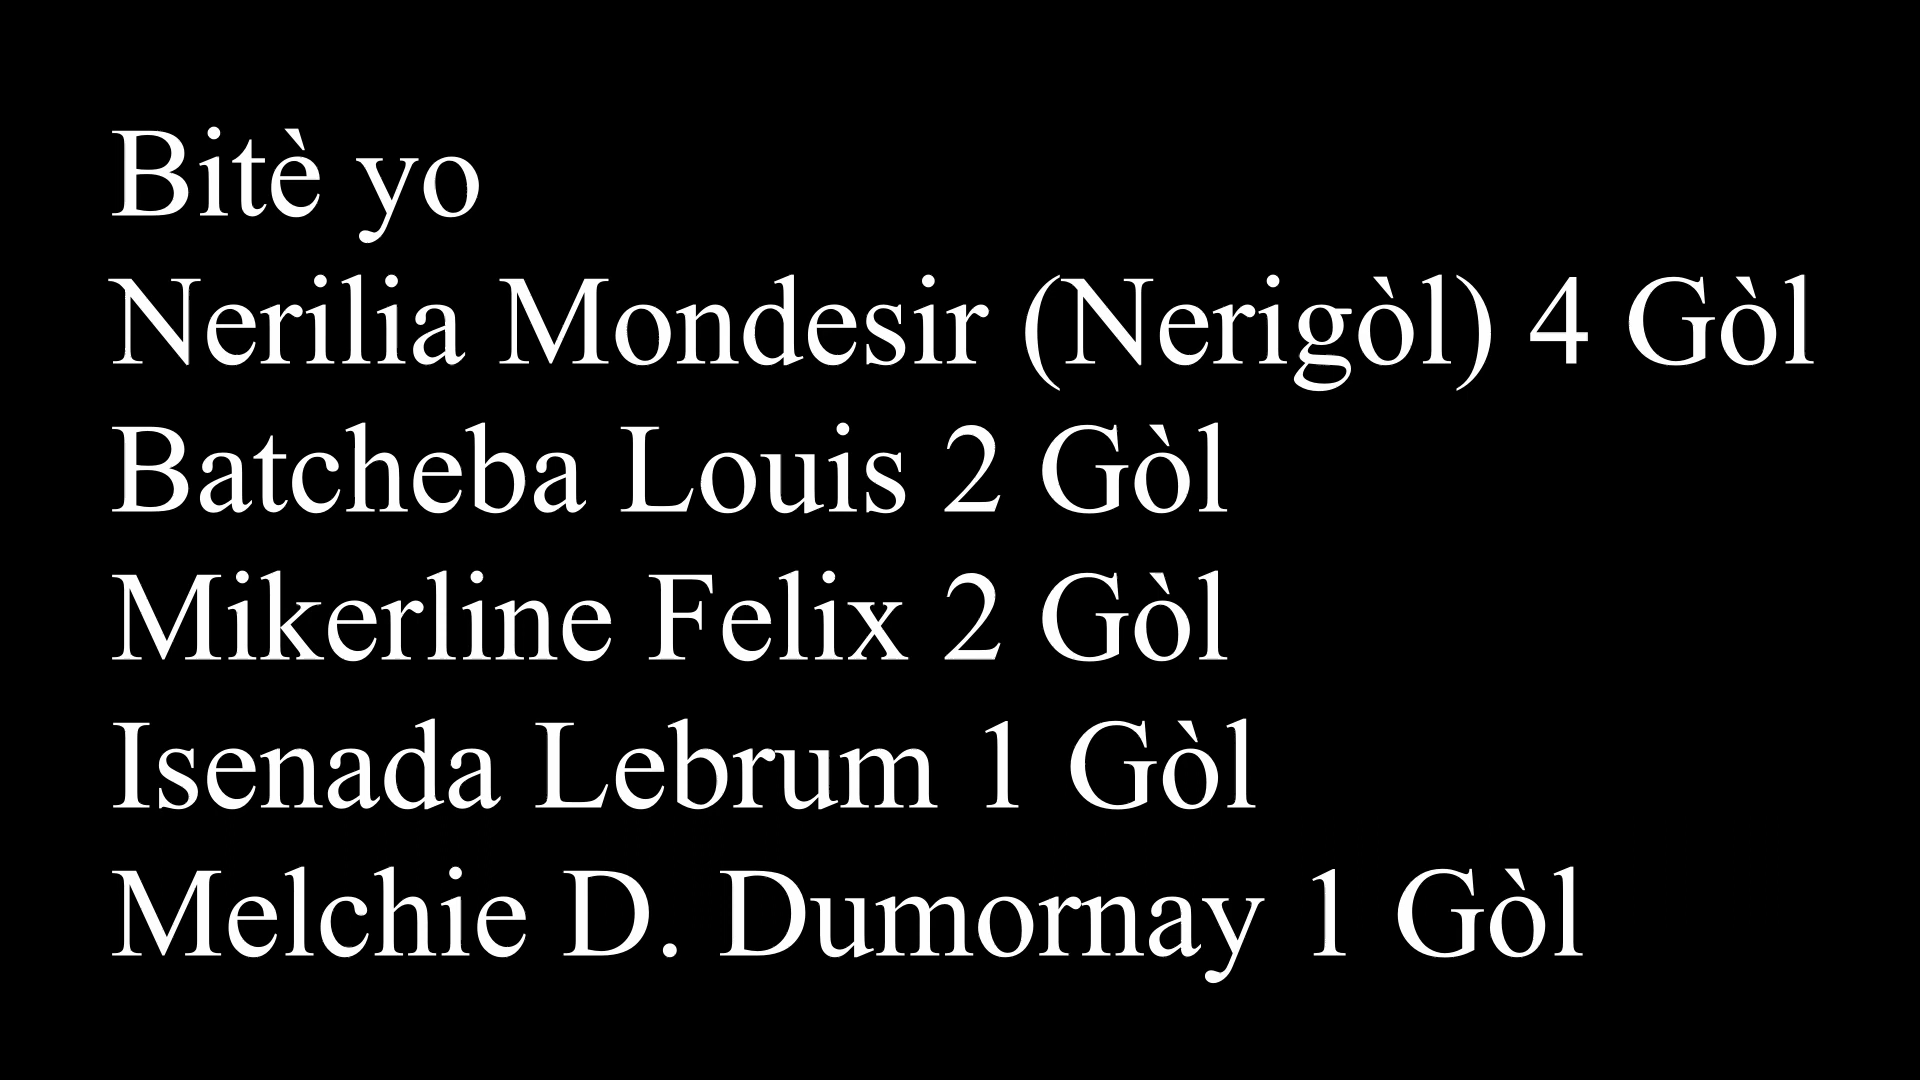 Bitè yo
Nerilia Mondesir (Nerigòl) 4 Gòl
Batcheba Louis 2 Gòl
Mikerline Felix 2 Gòl
Isenada Lebrum 1 Gòl
Melchie D. Dumornay 1 Gòl